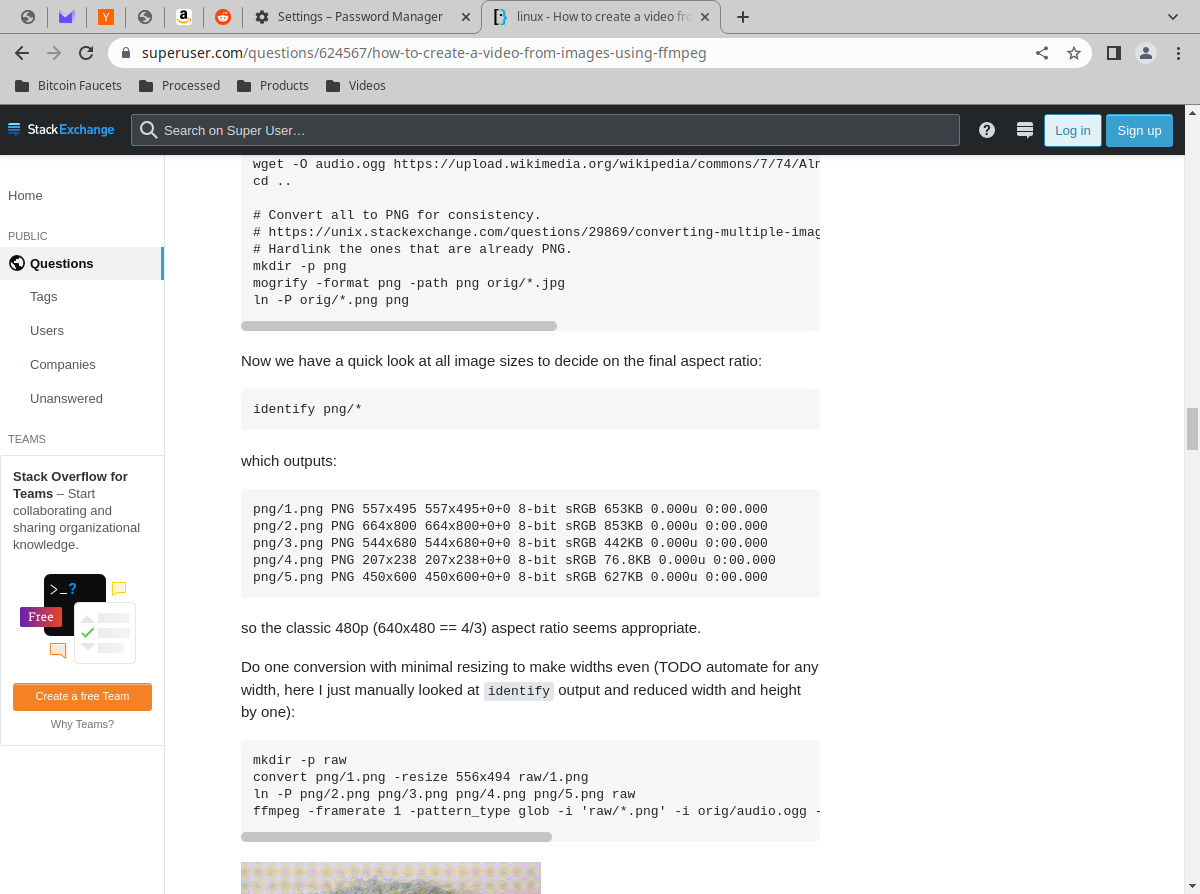 Settings – Password Manager
linux - How to create a video fro
superuser.com/questions/624567/how-to-create-a-video-from-images-using-ffmpeg
Bitcoin Faucets
Processed
Products
Videos
StackExchange
Search on Super User…
Log in
Sign up
Home
PUBLIC
Questions
Tags
Users
Companies
Unanswered
TEAMS
Stack Overflow for
Teams – Start
collaborating and
sharing organizational
knowledge.
>_?
Free
Create a free Team
Why Teams?
wget -O audio.ogg https://upload.wikimedia.org/wikipedia/commons/7/74/Aln
cd ..
# Convert all to PNG for consistency.
# https://unix.stackexchange.com/questions/29869/converting-multiple-imag
# Hardlink the ones that are already PNG.
mkdir -p png
mogrify -format png -path png orig/*.jpg
ln -P orig/*.png png
Now we have a quick look at all image sizes to decide on the final aspect ratio:
identify png/*
which outputs:
png/1.png PNG 557x495 557x495+0+0 8-bit sRGB 653KB 0.000u 0:00.000
png/2.png PNG 664x800 664x800+0+0 8-bit sRGB 853KB 0.000u 0:00.000
png/3.png PNG 544x680 544x680+0+0 8-bit sRGB 442KB 0.000u 0:00.000
png/4.png PNG 207x238 207x238+0+0 8-bit sRGB 76.8KB 0.000u 0:00.000
png/5.png PNG 450x600 450x600+0+0 8-bit sRGB 627KB 0.000u 0:00.000
so the classic 480p (640x480 == 4/3) aspect ratio seems appropriate.
Do one conversion with minimal resizing to make widths even (TODO automate for any
width, here I just manually looked at identify output and reduced width and height
by one):
mkdir -p raw
convert png/1.png -resize 556x494 raw/1.png
ln -P png/2.png png/3.png png/4.png png/5.png raw
ffmpeg -framerate 1 -pattern_type glob -i 'raw/*.png' -i orig/audio.ogg -